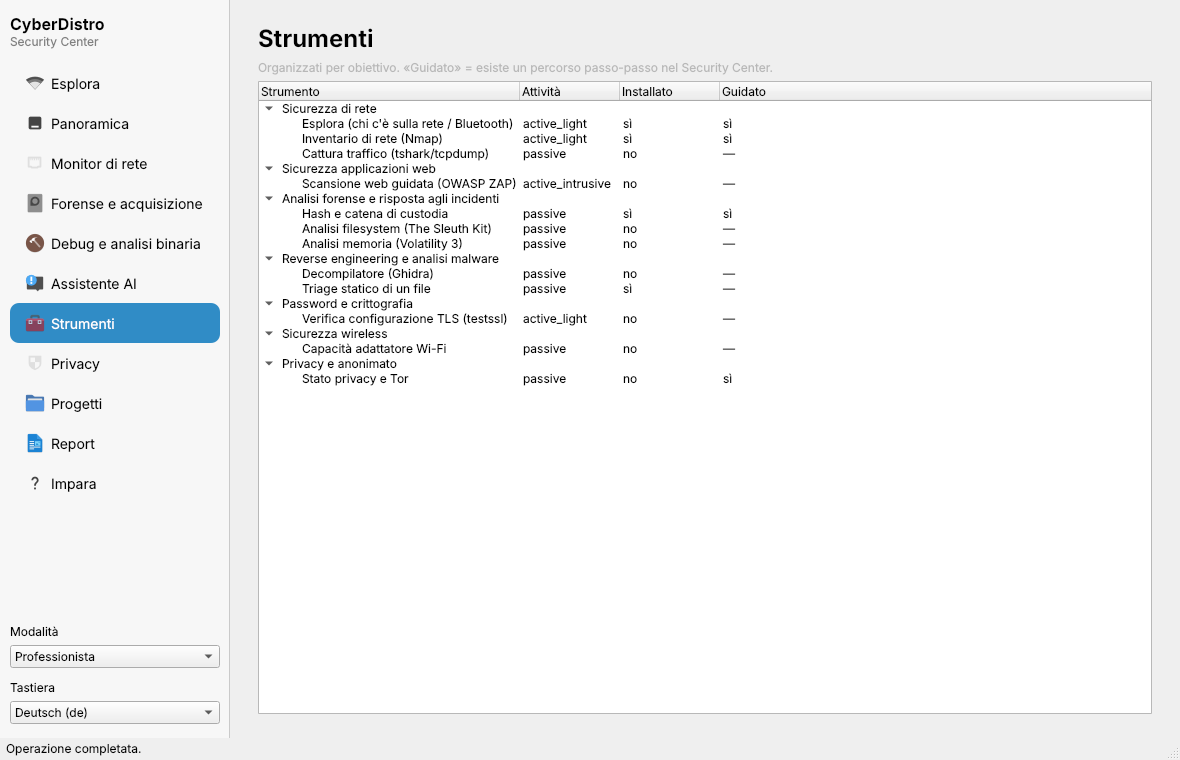 CyberDistro
Security Center
Esplora
Panoramica
Monitor di rete
Forense e acquisizione
Debug e analisi binaria
Assistente AI
Strumenti
Privacy
Progetti
Report
? Impara
Modalità
Professionista
Tastiera
Deutsch (de)
Operazione completata.
Strumenti
Organizzati per obiettivo. «Guidato» = esiste un percorso passo-passo nel Security Center.
Strumento Attività Installato Guidato
Sicurezza di rete
Esplora (chi c'è sulla rete / Bluetooth) active_light sì sì
Inventario di rete (Nmap) active_light sì sì
Cattura traffico (tshark/tcpdump) passive no —
Sicurezza applicazioni web
Scansione web guidata (OWASP ZAP) active_intrusive no —
Analisi forense e risposta agli incidenti
Hash e catena di custodia passive sì sì
Analisi filesystem (The Sleuth Kit) passive no —
Analisi memoria (Volatility 3) passive no —
Reverse engineering e analisi malware
Decompilatore (Ghidra) passive no —
Triage statico di un file passive sì —
Password e crittografia
Verifica configurazione TLS (testssl) active_light no —
Sicurezza wireless
Capacità adattatore Wi-Fi passive no —
Privacy e anonimato
Stato privacy e Tor passive no sì